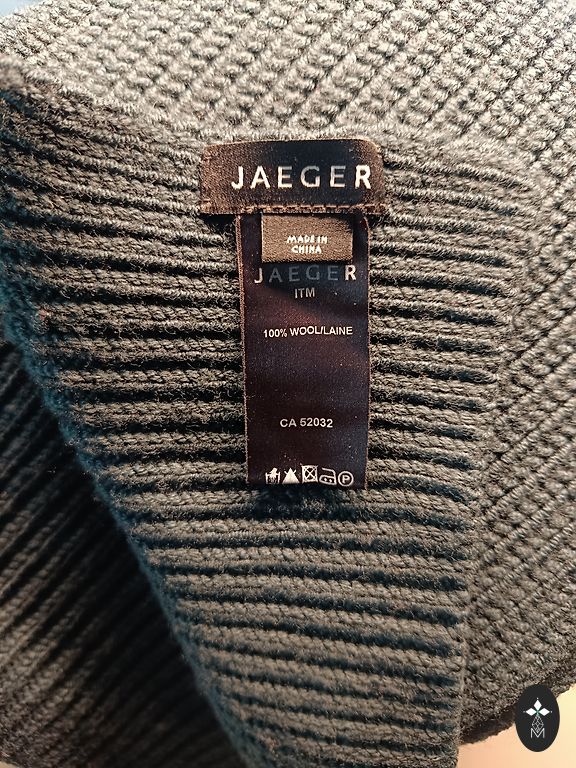 JAEGER
MADE IN
CHINA
JAEGER
ITM
100% WOOL/LAINE
CA 52032
P
M